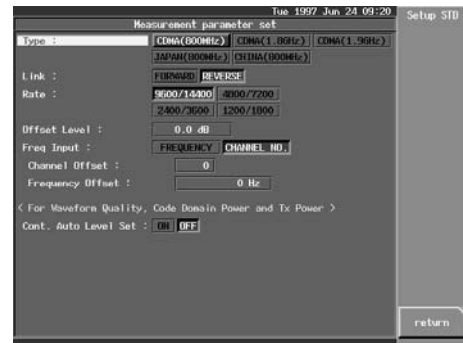 Tue 1997 Jun 24 09:20
Setup STD
Measurement parameter set
Type : CDMA(800MHz) CDMA(1.8GHz) CDMA(1.9GHz)
JAPAN(800MHz) CHINA(800MHz)
Link : FORWARD REVERSE
Rate : 9600/14400 4800/7200
2400/3600 1200/1800
Offset Level : 0.0 dB
Freq Input : FREQUENCY CHANNEL NO.
Channel Offset : 0
Frequency Offset : 0 Hz
< For Waveform Quality, Code Domain Power and Tx Power >
Cont. Auto Level Set : ON OFF
return